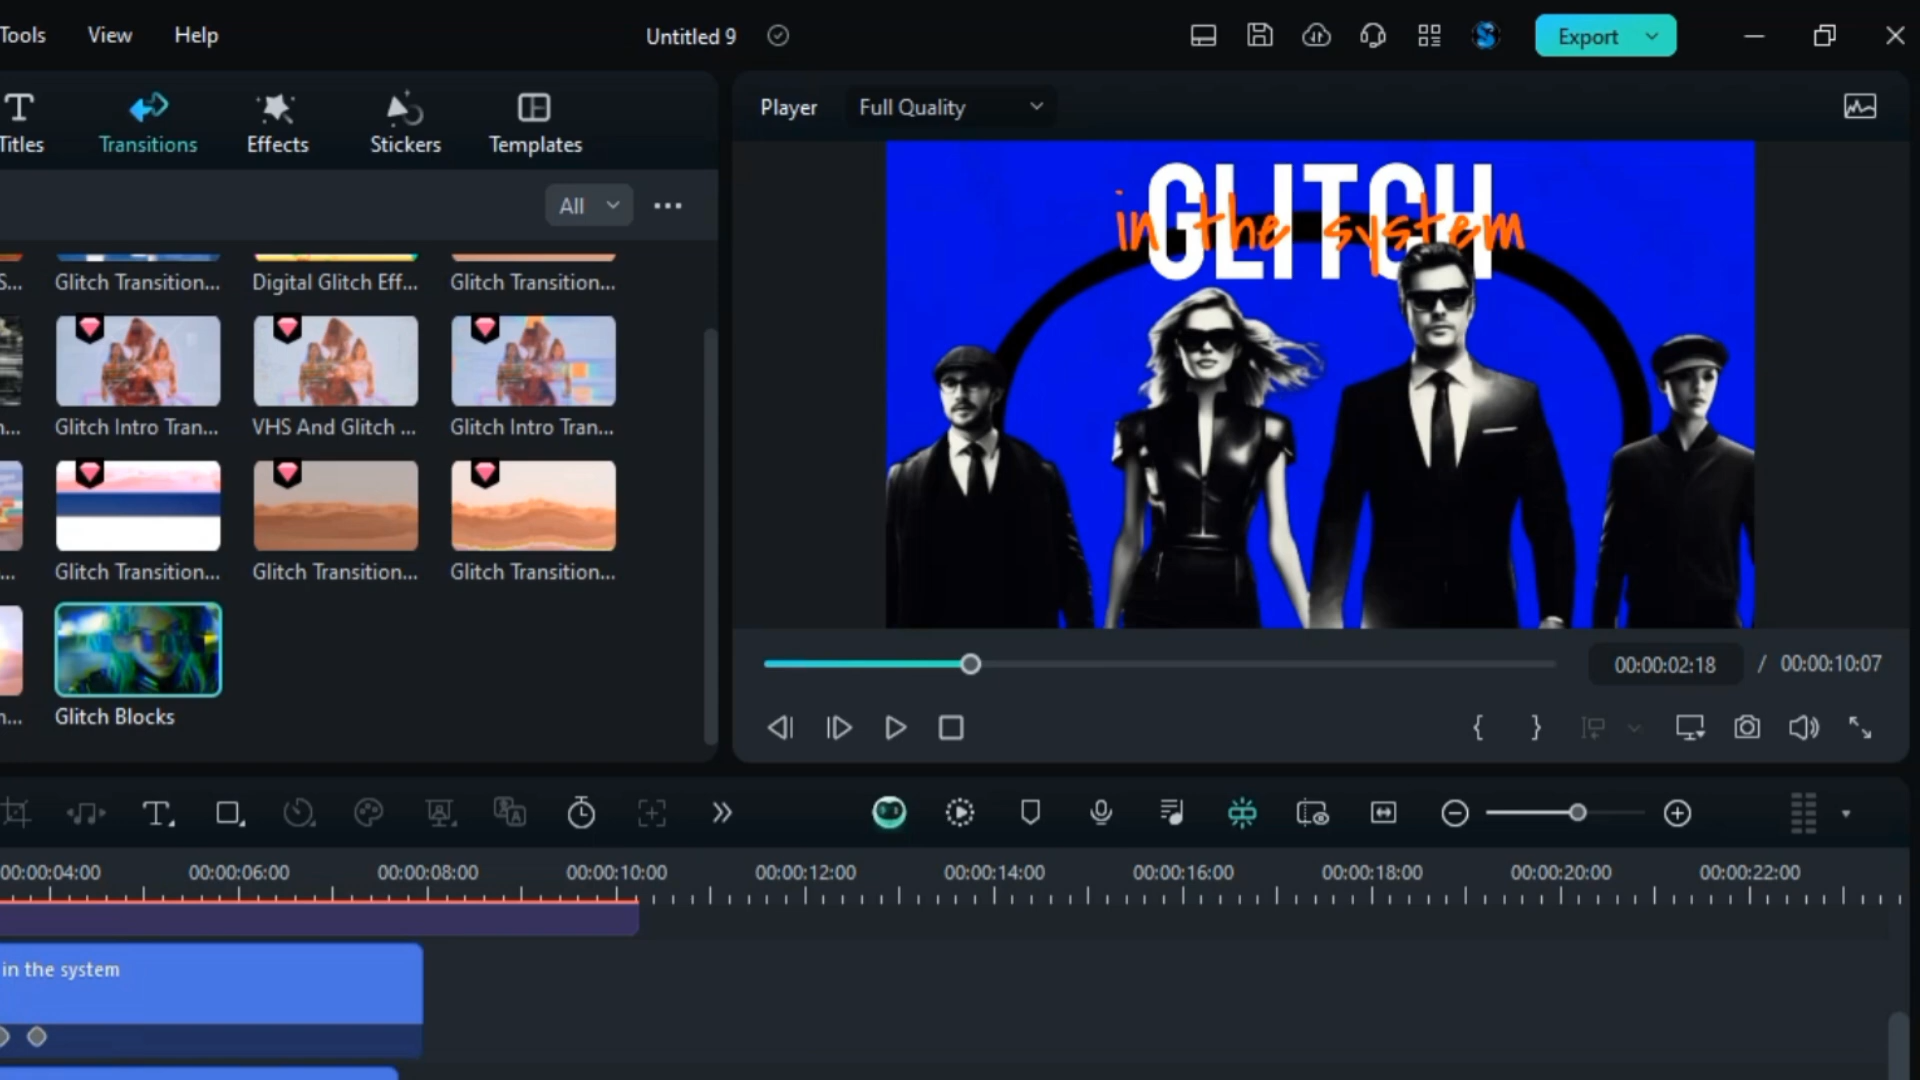 Tools View Help Untitled 9 Export
Titles Transitions Effects Stickers Templates
Player Full Quality
All
S... Glitch Transition... Digital Glitch Eff... Glitch Transition...
n... Glitch Intro Tran... VHS And Glitch ... Glitch Intro Tran...
... Glitch Transition... Glitch Transition... Glitch Transition...
n... Glitch Blocks
GLITCH
in the system
00:00:02:18 / 00:00:10:07
00:00:04:00 00:00:06:00 00:00:08:00 00:00:10:00 00:00:12:00 00:00:14:00 00:00:16:00 00:00:18:00 00:00:20:00 00:00:22:00
in the system